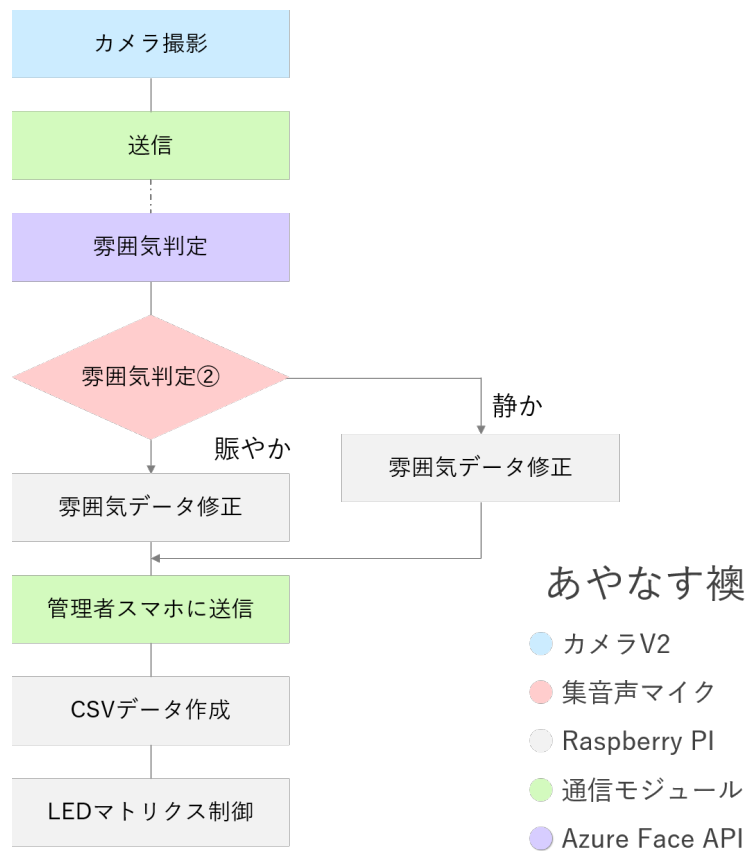 カメラ撮影
送信
雰囲気判定
雰囲気判定②
静か
賑やか
雰囲気データ修正
雰囲気データ修正
管理者スマホに送信
CSVデータ作成
LEDマトリクス制御
あやなす襖
カメラV2
集音声マイク
Raspberry PI
通信モジュール
Azure Face API